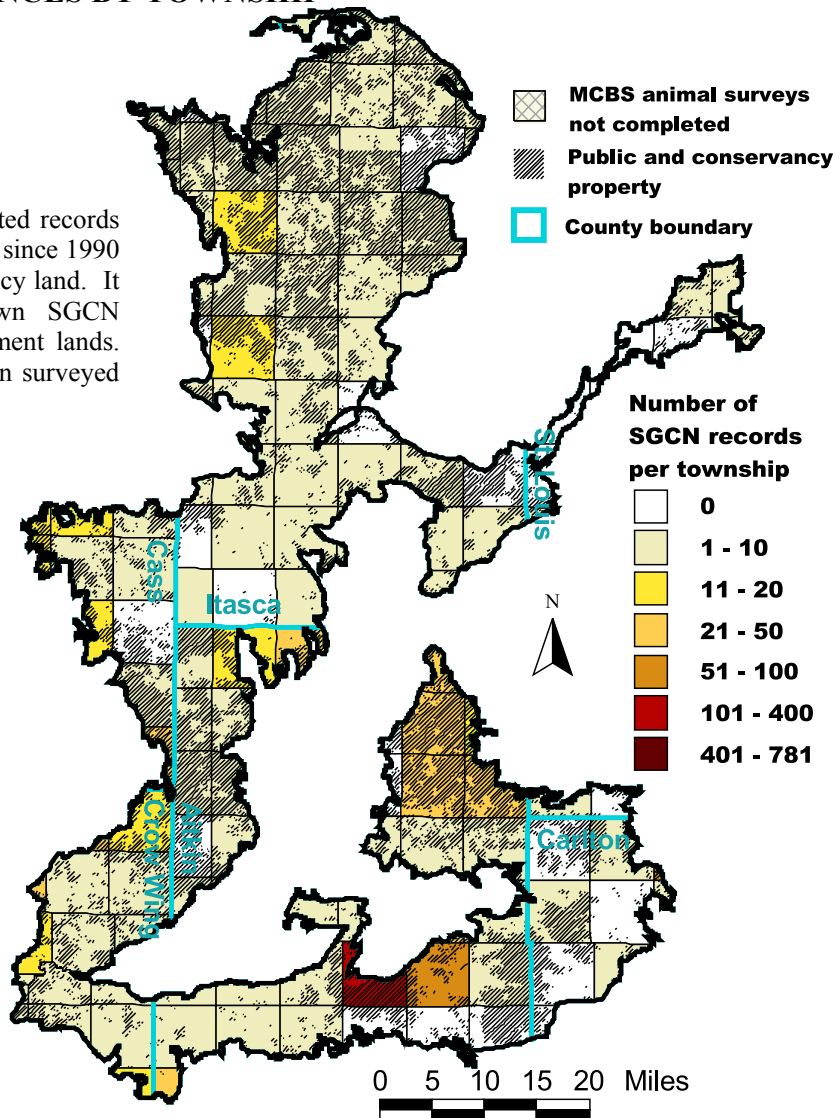 BY TOWNSHIP
MCBS animal surveys
not completed
Public and conservancy
property
County boundary
ted records
since 1990
cy land. It
wn SGCN
ment lands.
n surveyed
Number of
SGCN records
per township
0
1 - 10
11 - 20
21 - 50
51 - 100
101 - 400
401 - 781
St Louis
Cass
Itasca
N
Aitkin
Crow Wing
Carlton
0 5 10 15 20 Miles